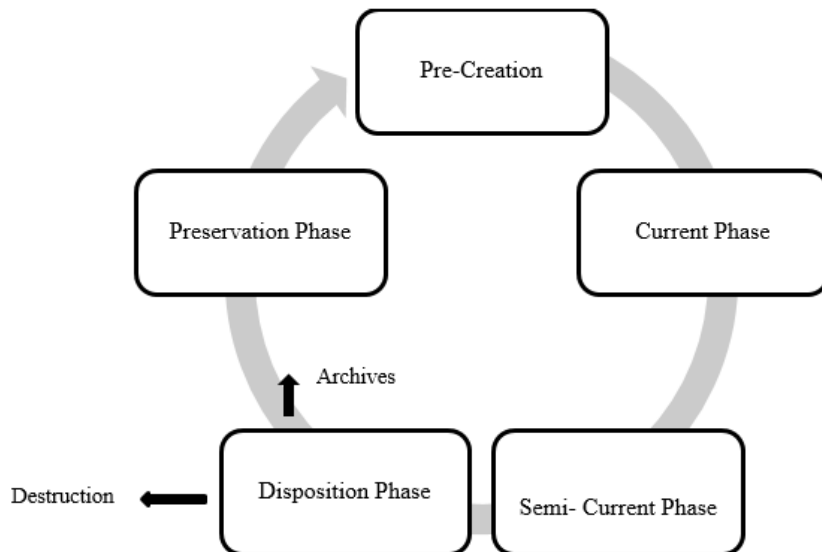 Pre-Creation
Preservation Phase
Current Phase
Archives
Disposition Phase
Destruction
Semi- Current Phase